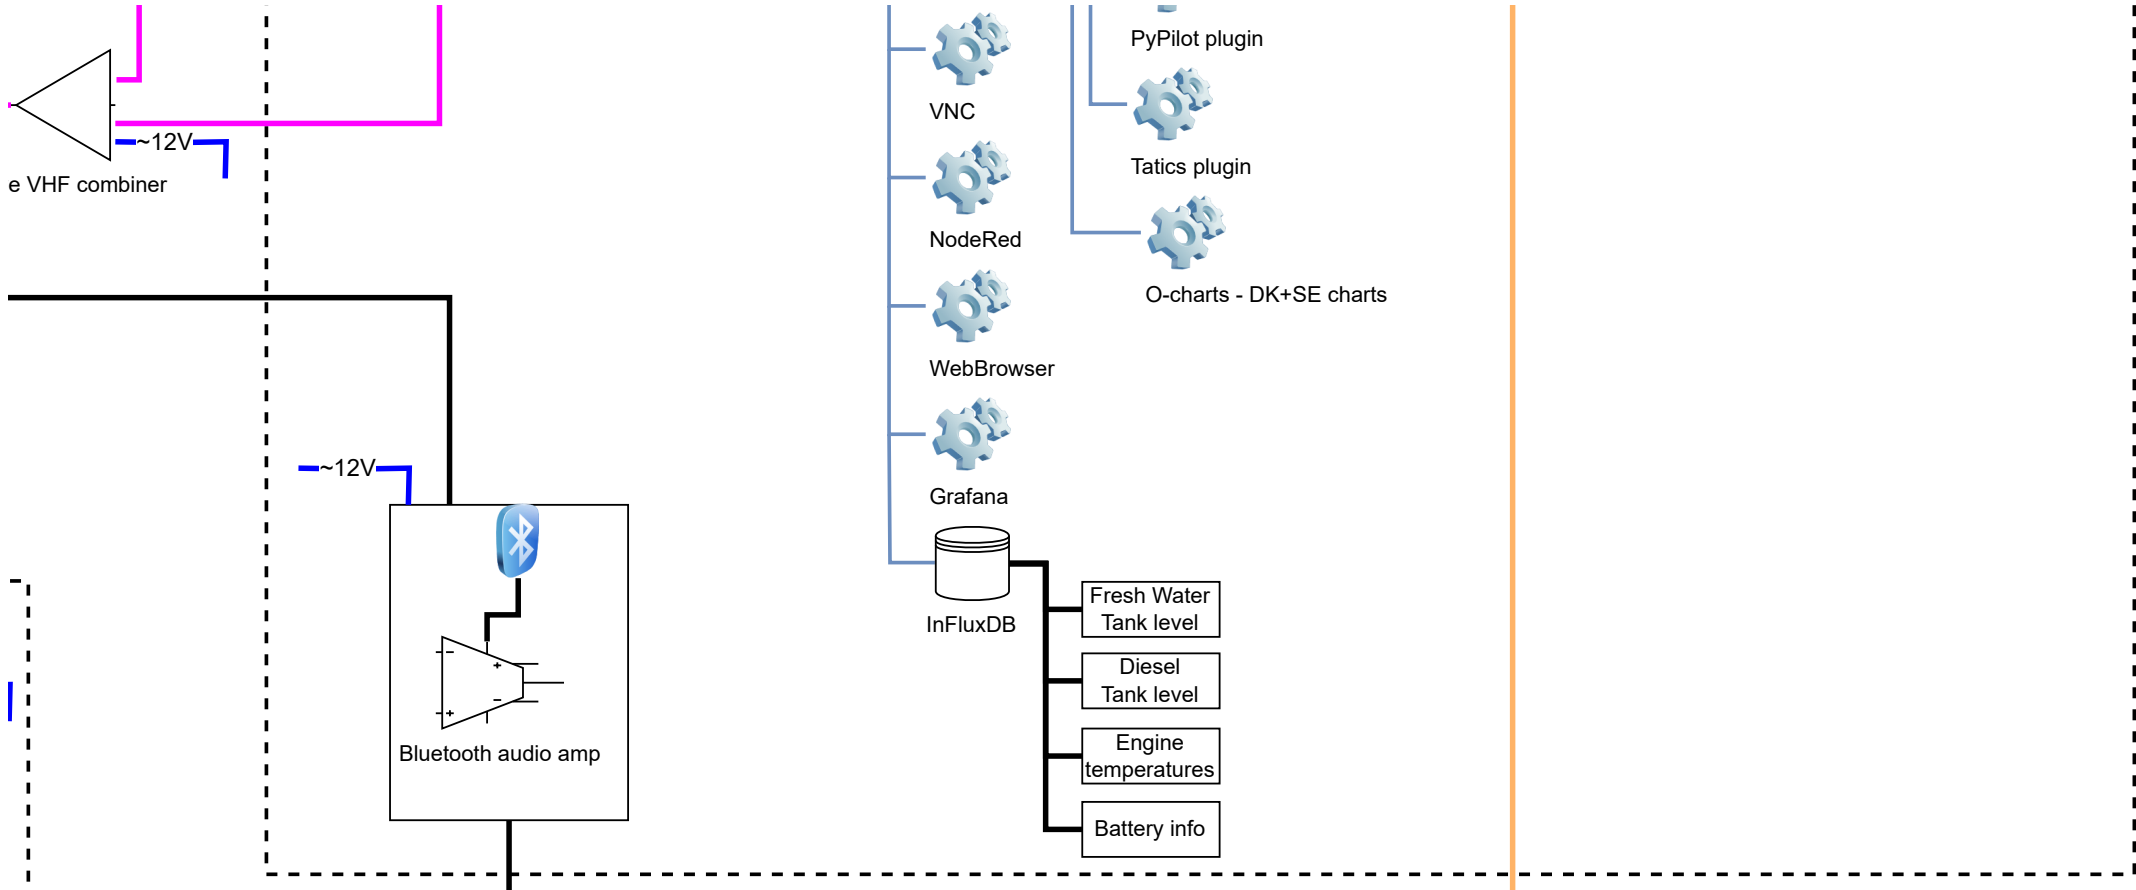 PyPilot plugin
VNC
~12V
Tatics plugin
e VHF combiner
NodeRed
O-charts - DK+SE charts
WebBrowser
~12V
Grafana
InFluxDB
Fresh Water
Tank level
Diesel
Tank level
Engine
temperatures
Bluetooth audio amp
Battery info